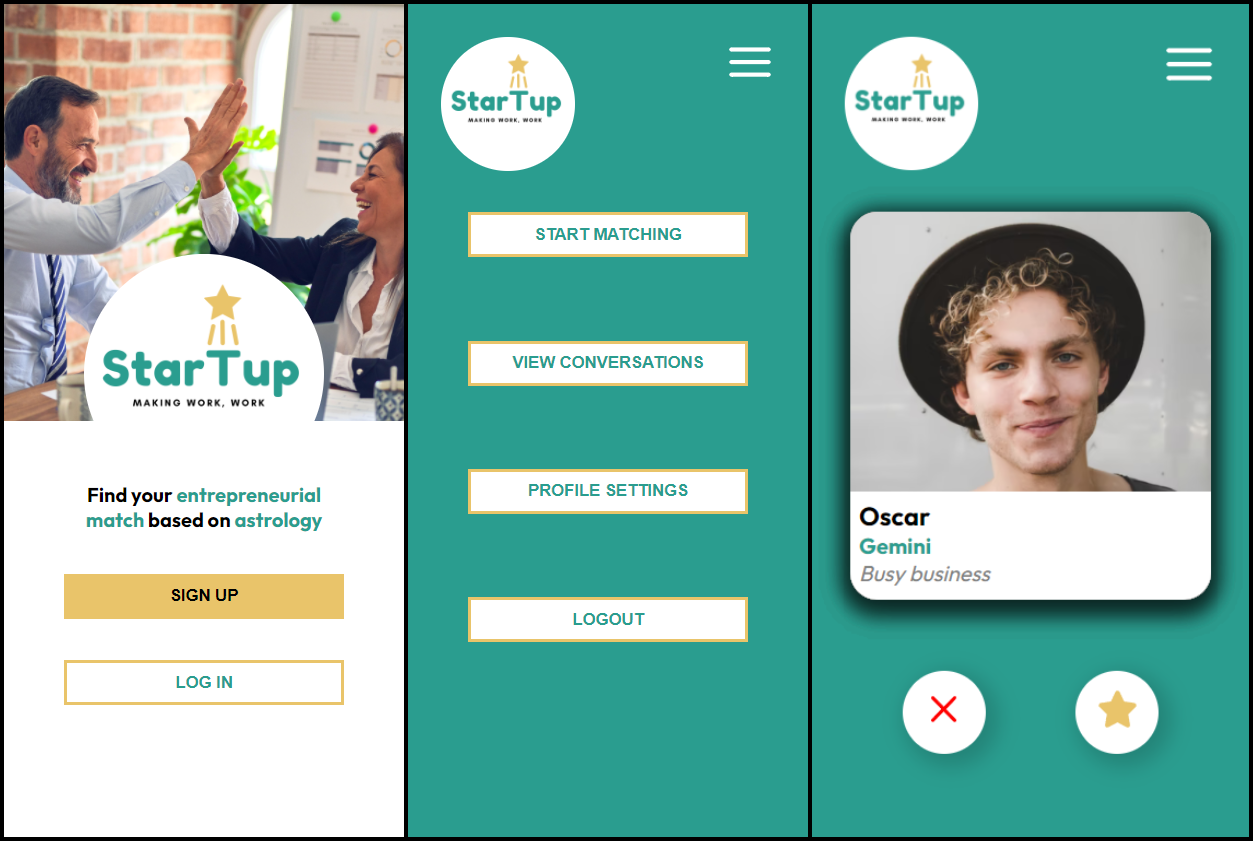 StarTup
MAKING WORK, WORK
Find your entrepreneurial
match based on astrology
SIGN UP
LOG IN
StarTup
MAKING WORK, WORK
START MATCHING
VIEW CONVERSATIONS
PROFILE SETTINGS
LOGOUT
StarTup
MAKING WORK, WORK
Oscar
Gemini
Busy business